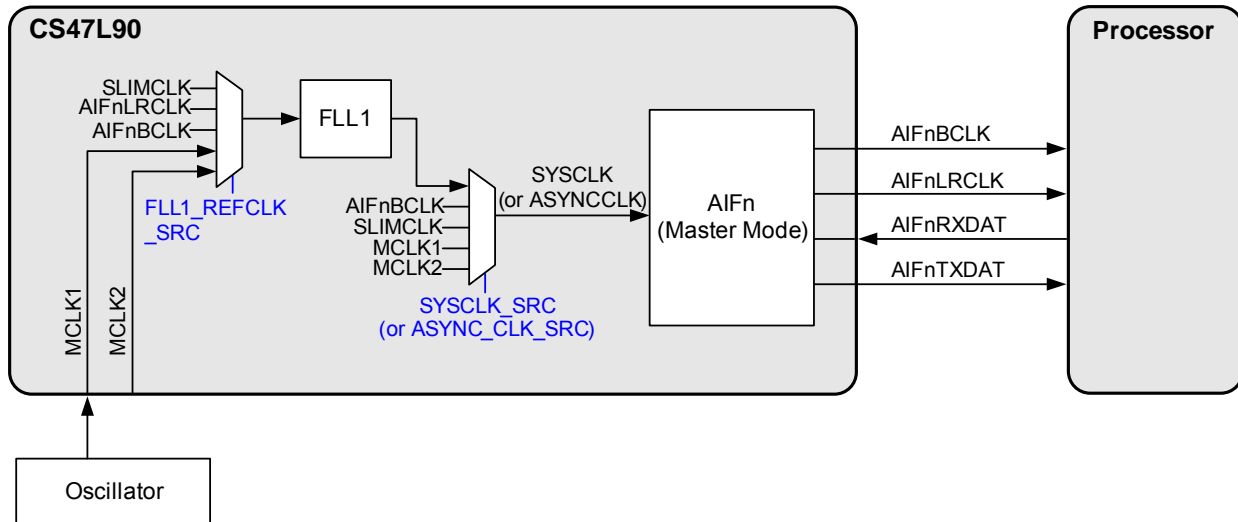 CS47L90
Processor
SLIMCLK
AIFnLRCLK
AIFnBCLK
FLL1
FLL1_REFCLK
_SRC
MCLK1
MCLK2
AIFnBCLK
SLIMCLK
MCLK1
MCLK2
SYSCLK
(or ASYNCCLK)
SYSCLK_SRC
(or ASYNC_CLK_SRC)
AIFn
(Master Mode)
AIFnBCLK
AIFnLRCLK
AIFnRXDAT
AIFnTXDAT
Oscillator